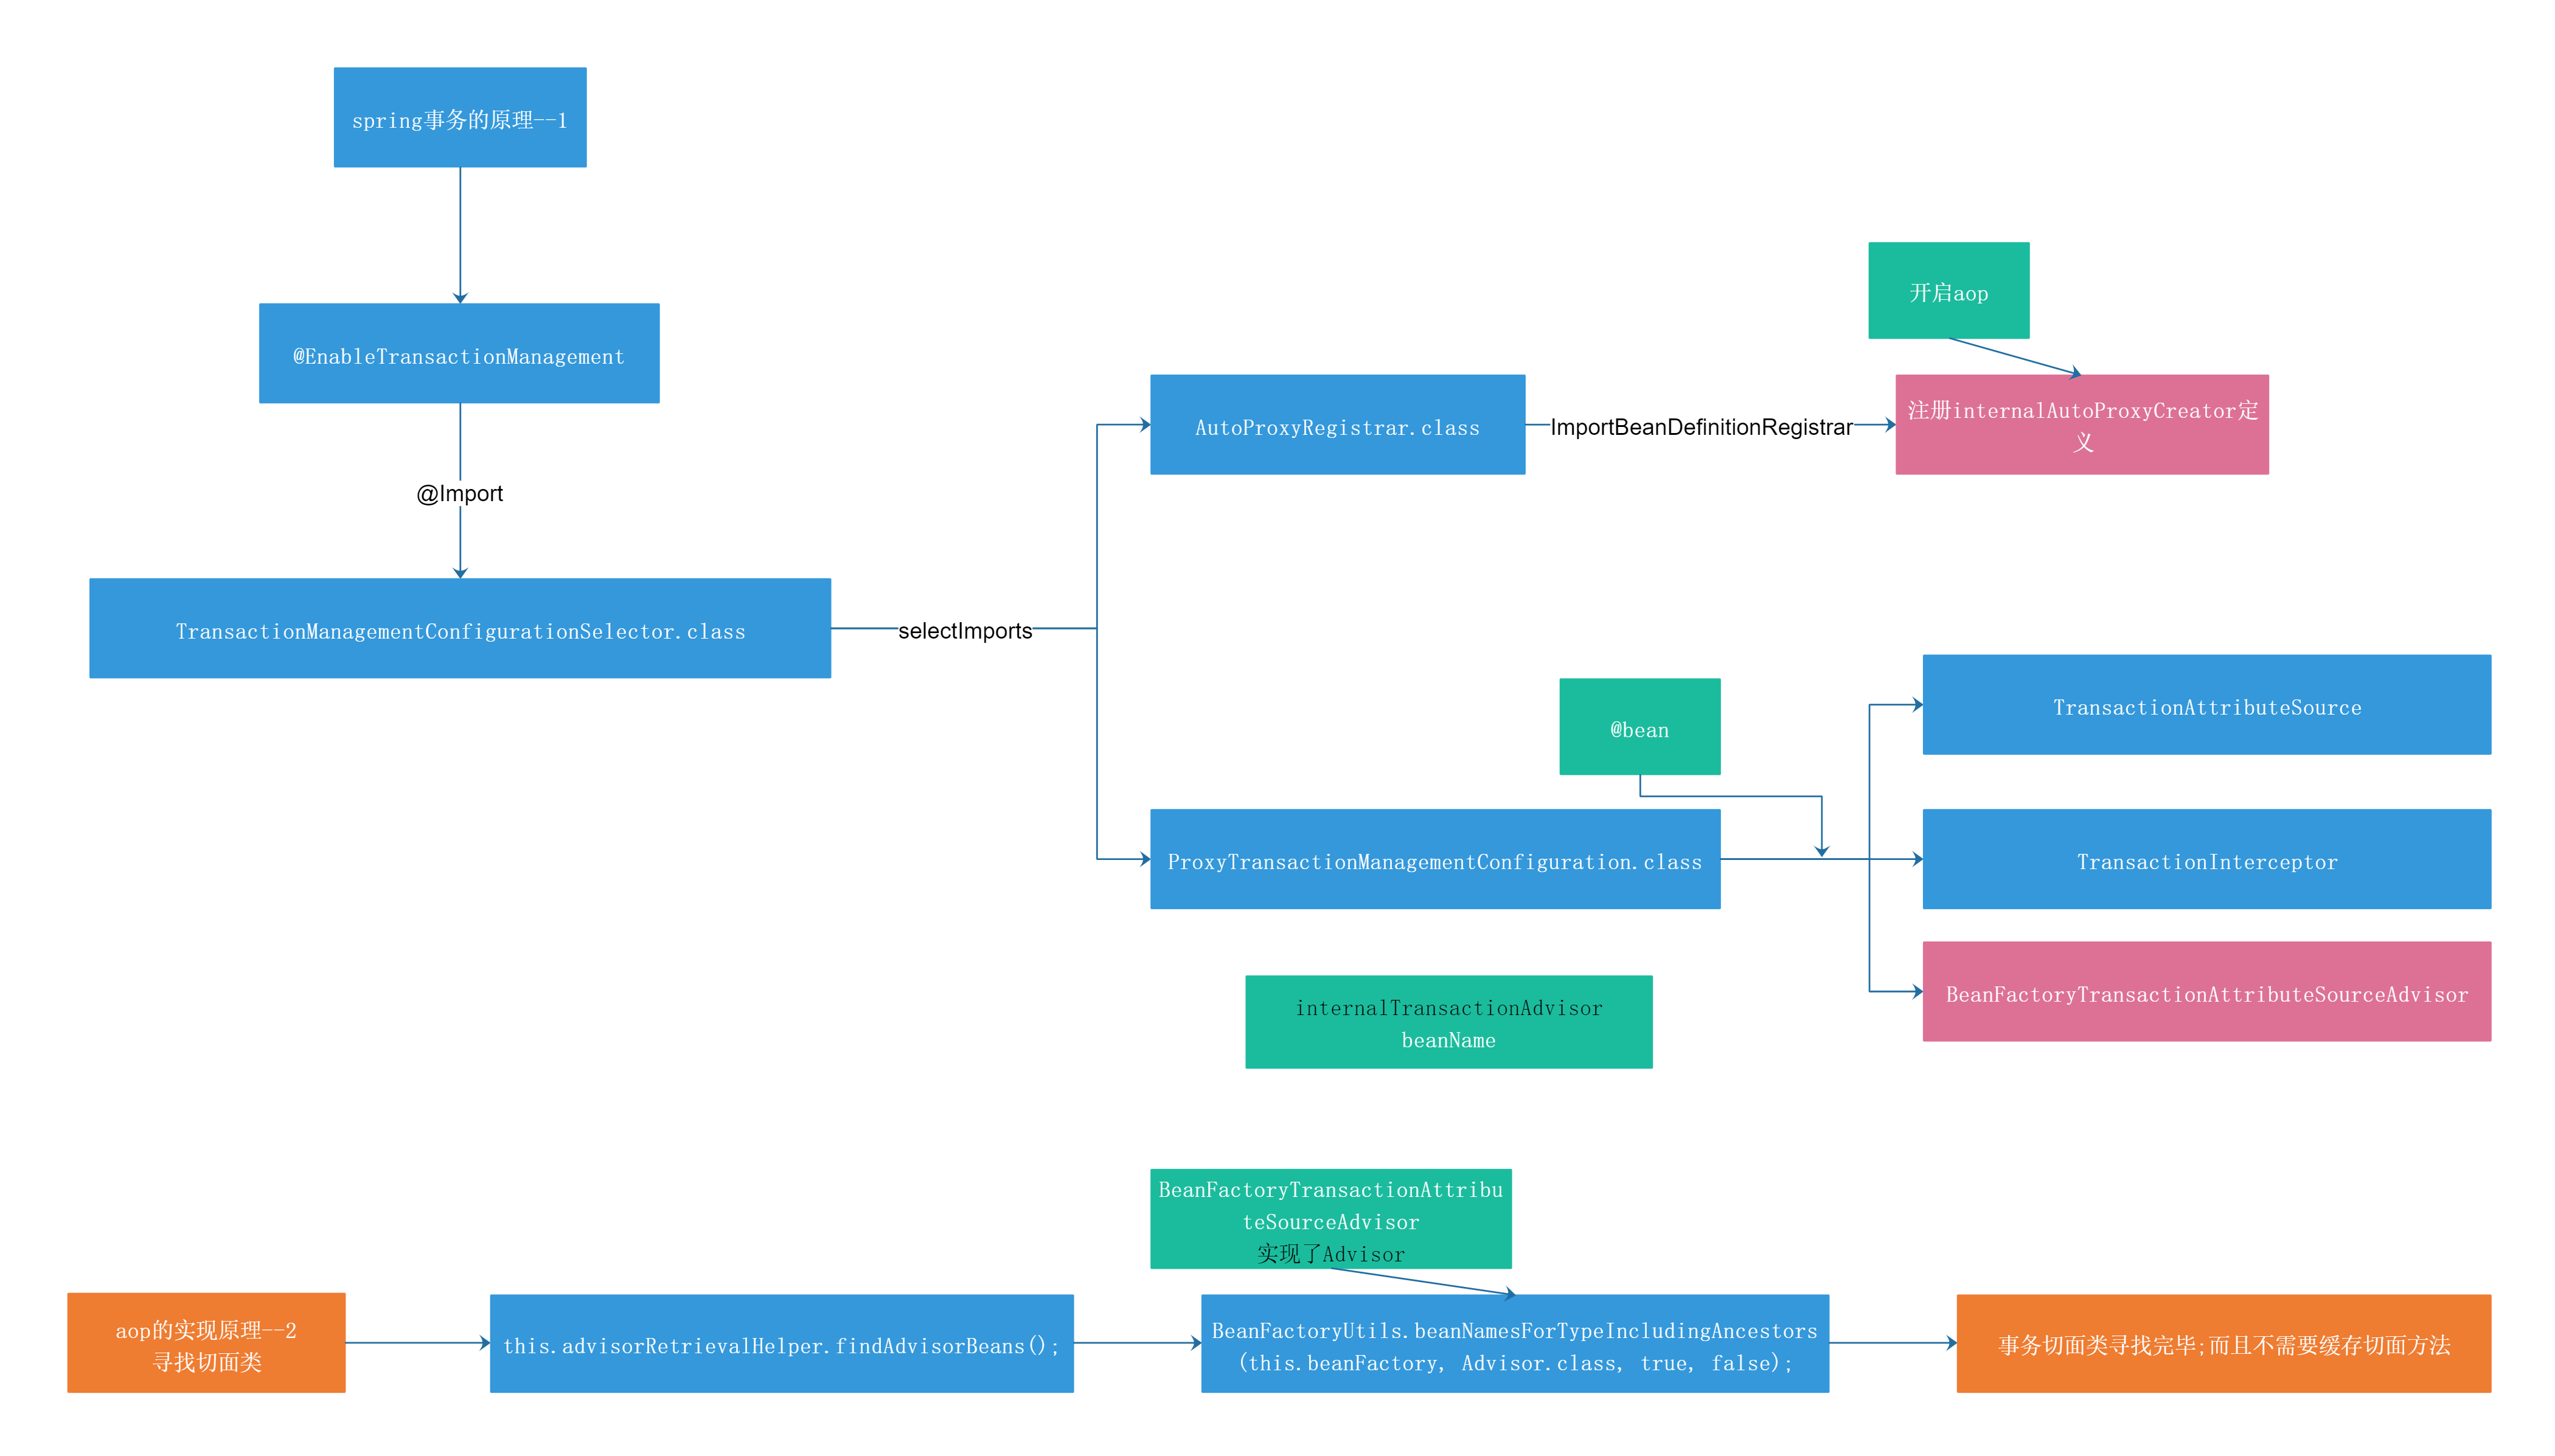 spring事务的原理--1
@EnableTransactionManagement
@Import
TransactionManagementConfigurationSelector.class
selectImports
AutoProxyRegistrar.class
ImportBeanDefinitionRegistrar
开启aop
注册internalAutoProxyCreator定
义
@bean
ProxyTransactionManagementConfiguration.class
TransactionAttributeSource
TransactionInterceptor
BeanFactoryTransactionAttributeSourceAdvisor
internalTransactionAdvisor
beanName
BeanFactoryTransactionAttribu
teSourceAdvisor
实现了Advisor
aop的实现原理--2
寻找切面类
this.advisorRetrievalHelper.findAdvisorBeans();
BeanFactoryUtils.beanNamesForTypeIncludingAncestors
(this.beanFactory, Advisor.class, true, false);
事务切面类寻找完毕;而且不需要缓存切面方法